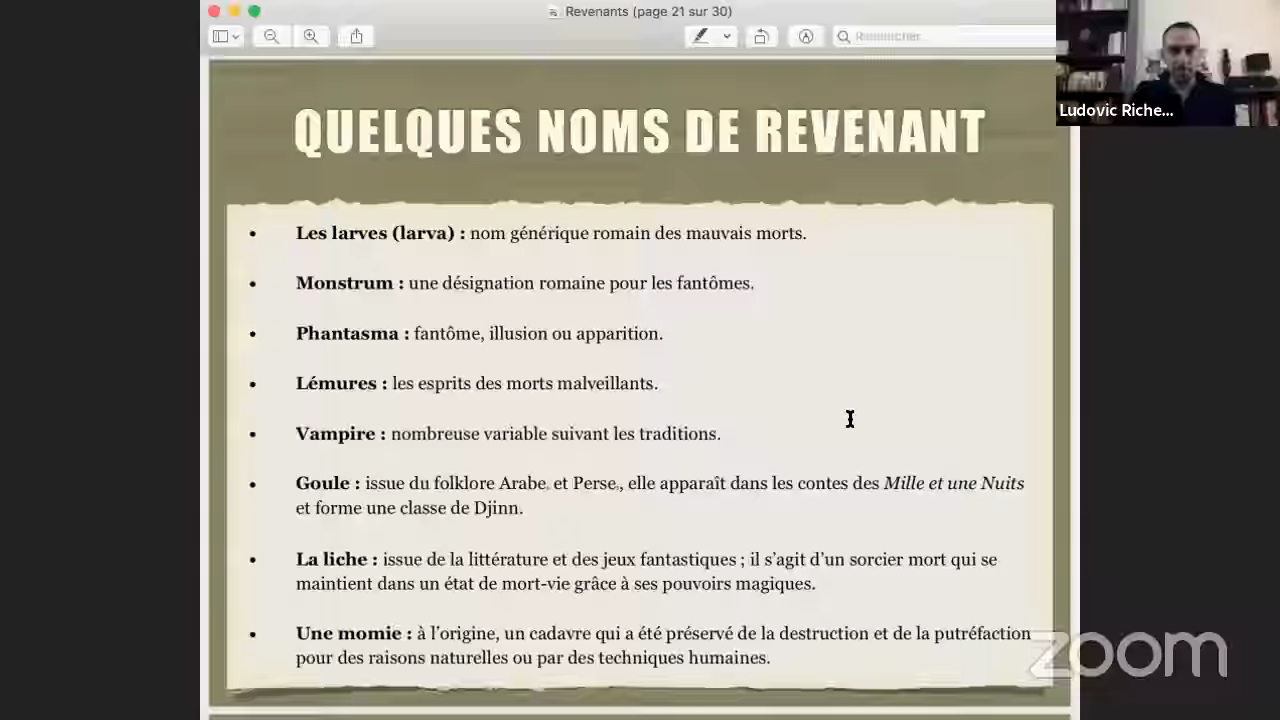 Revenants (page 21 sur 30)
Rechercher
Ludovic Riche...
QUELQUES NOMS DE REVENANT
• Les larves (larva) : nom générique romain des mauvais morts.
• Monstrum : une désignation romaine pour les fantômes.
• Phantasma : fantôme, illusion ou apparition.
• Lémures : les esprits des morts malveillants.
• Vampire : nombreuse variable suivant les traditions.
• Goule : issue du folklore Arabe et Perse, elle apparaît dans les contes des Mille et une Nuits
et forme une classe de Djinn.
• La liche : issue de la littérature et des jeux fantastiques ; il s’agit d’un sorcier mort qui se
maintient dans un état de mort-vie grâce à ses pouvoirs magiques.
• Une momie : à l’origine, un cadavre qui a été préservé de la destruction et de la putréfaction
pour des raisons naturelles ou par des techniques humaines.
zoom